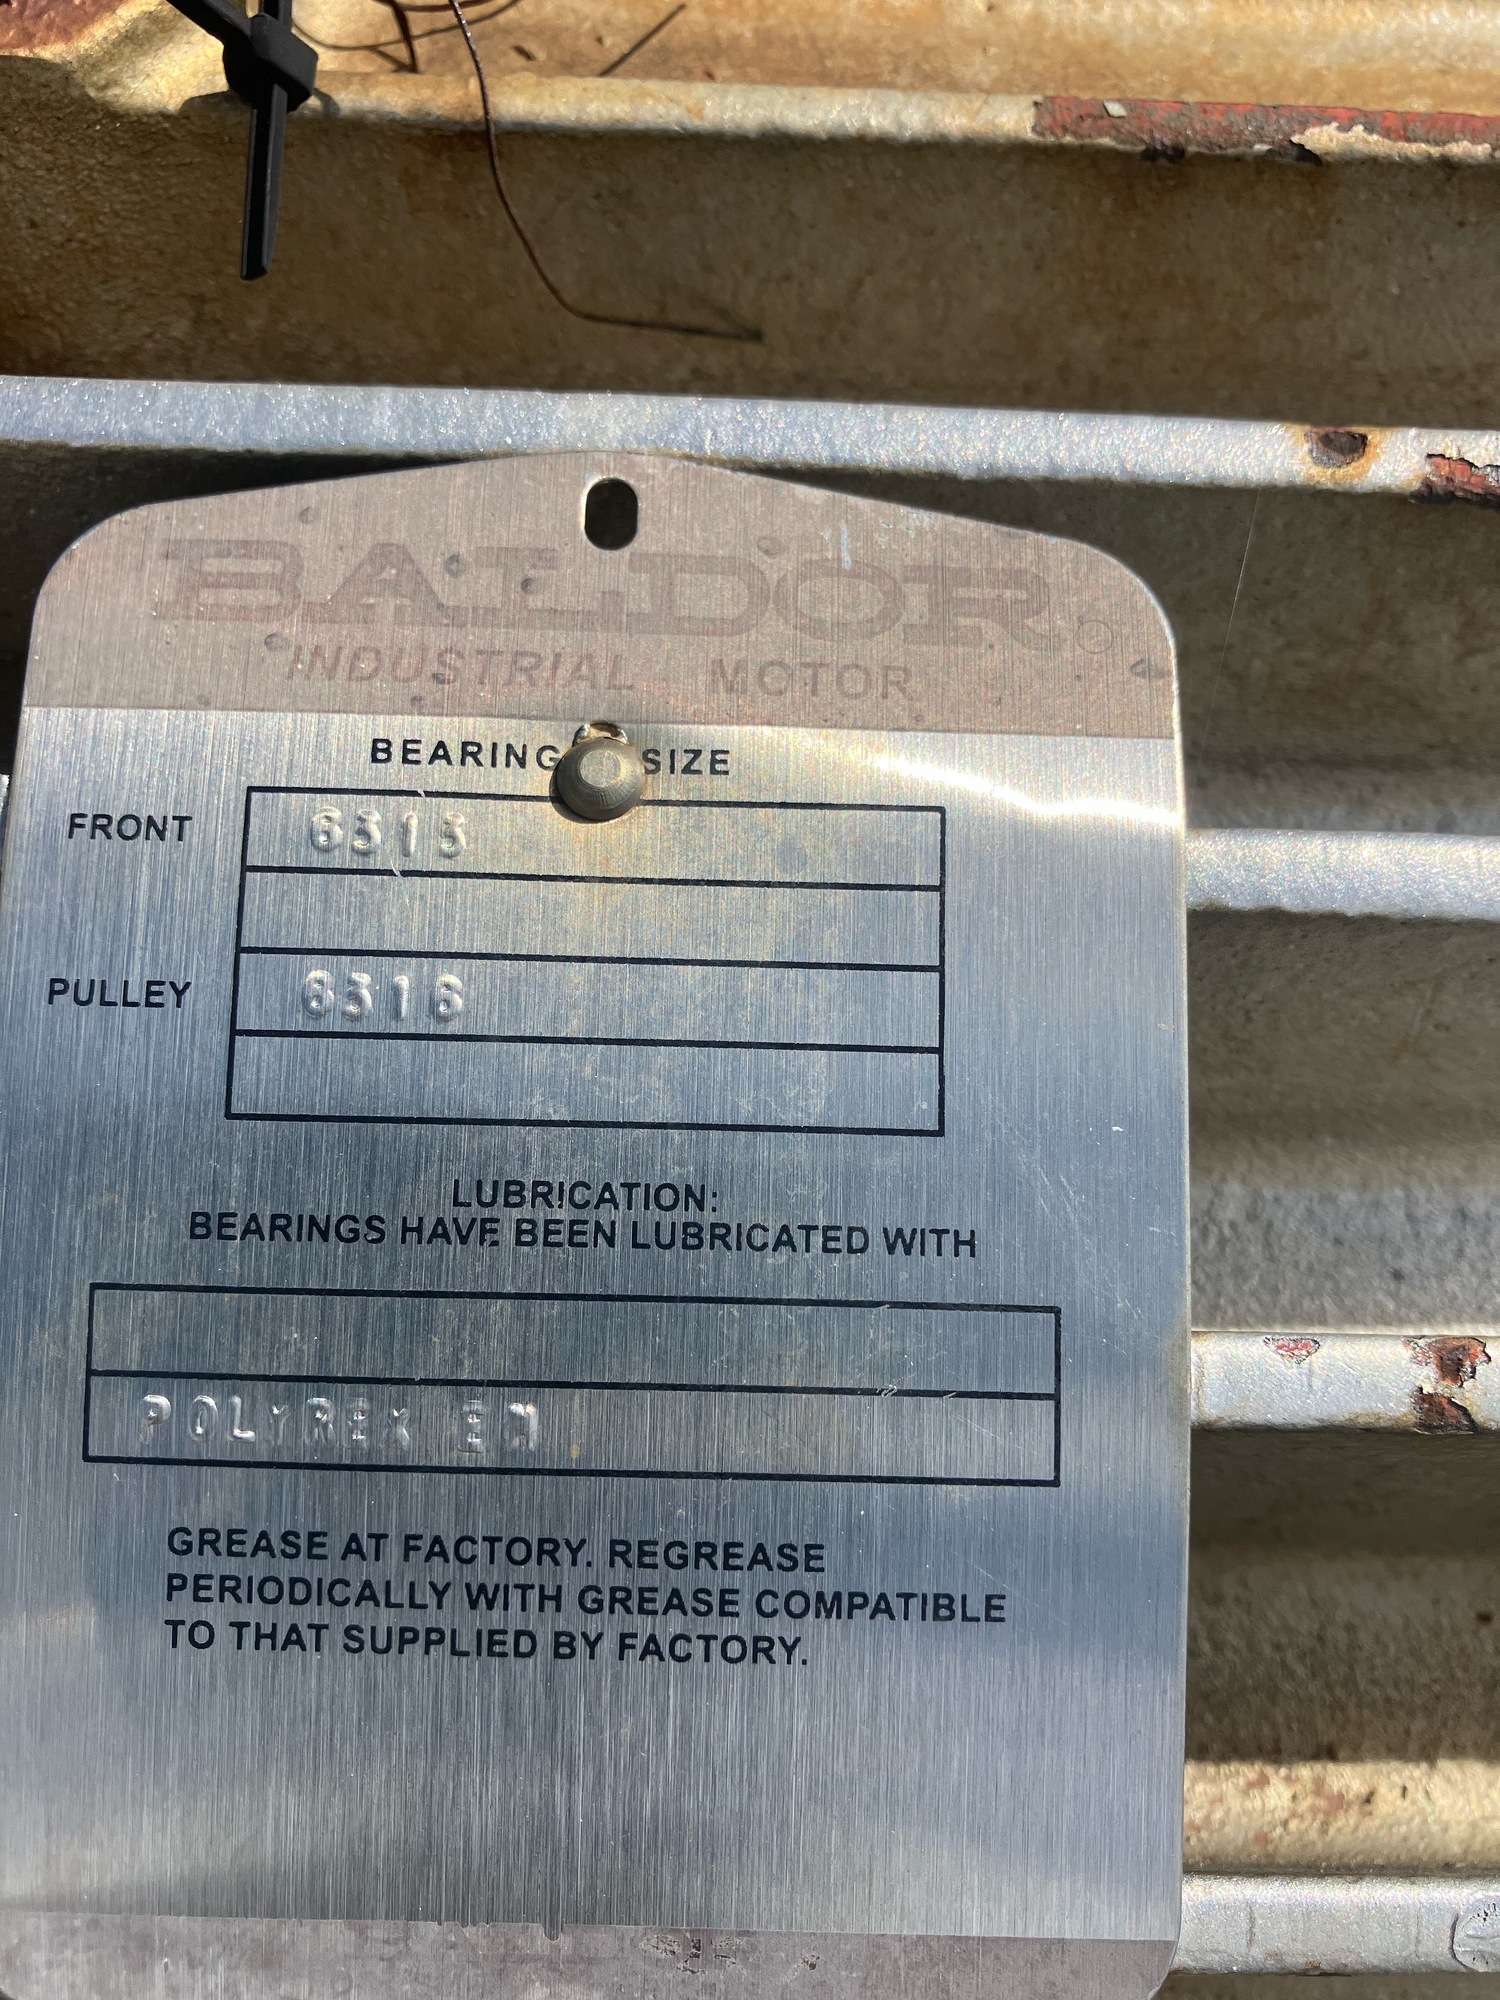 BALDOR
INDUSTRIAL MOTOR
BEARING SIZE
FRONT 6313
PULLEY 6316
LUBRICATION:
BEARINGS HAVE BEEN LUBRICATED WITH
POLYREX EM
GREASE AT FACTORY. REGREASE
PERIODICALLY WITH GREASE COMPATIBLE
TO THAT SUPPLIED BY FACTORY.